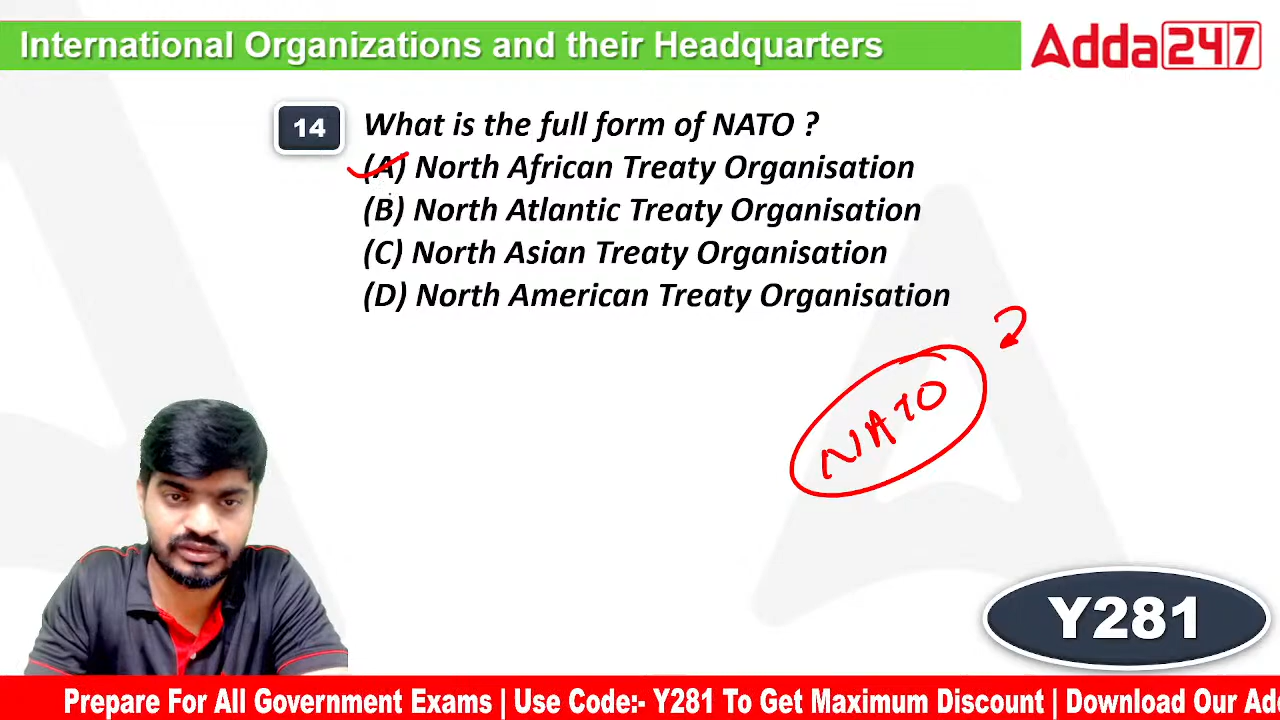 International Organizations and their Headquarters
Adda247
14
What is the full form of NATO ?
(A) North African Treaty Organisation
(B) North Atlantic Treaty Organisation
(C) North Asian Treaty Organisation
(D) North American Treaty Organisation
NATO
Y281
Prepare For All Government Exams | Use Code:- Y281 To Get Maximum Discount | Download Our